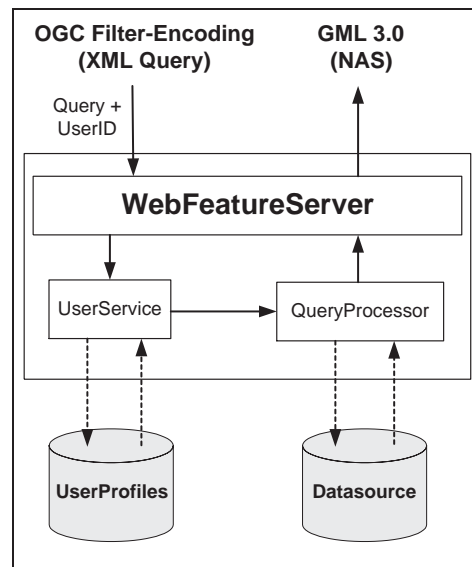 OGC Filter-Encoding
(XML Query)
GML 3.0
(NAS)
Query +
UserID
WebFeatureServer
UserService
QueryProcessor
UserProfiles
Datasource